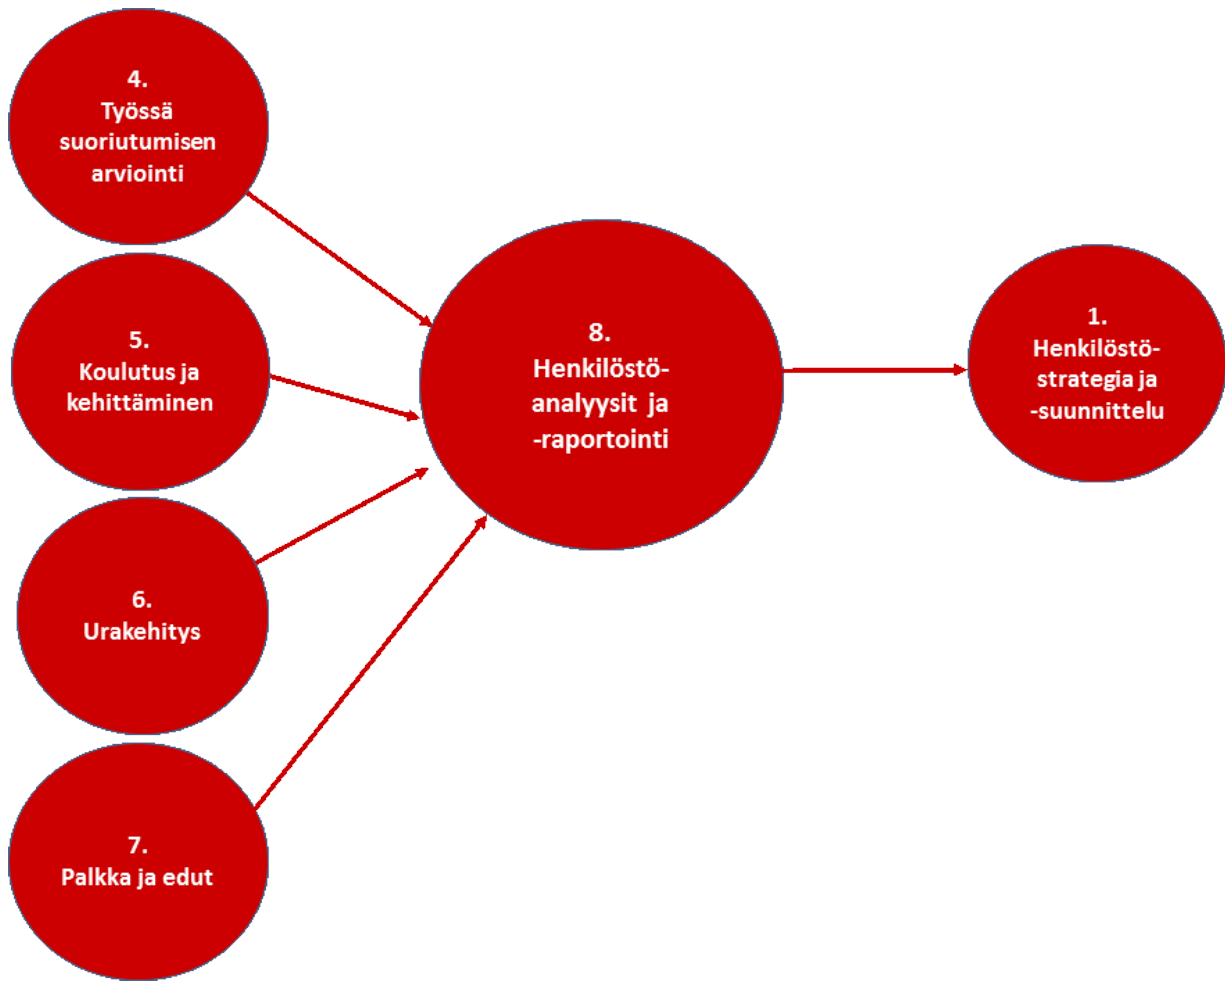 4.
Työssä
suoriutumisen
arviointi
5.
Koulutus ja
kehittäminen
6.
Urakehitys
7.
Palkka ja edut
8.
Henkilöstö-
analyysit ja
-raportointi
1.
Henkilöstö-
strategia ja
-suunnittelu